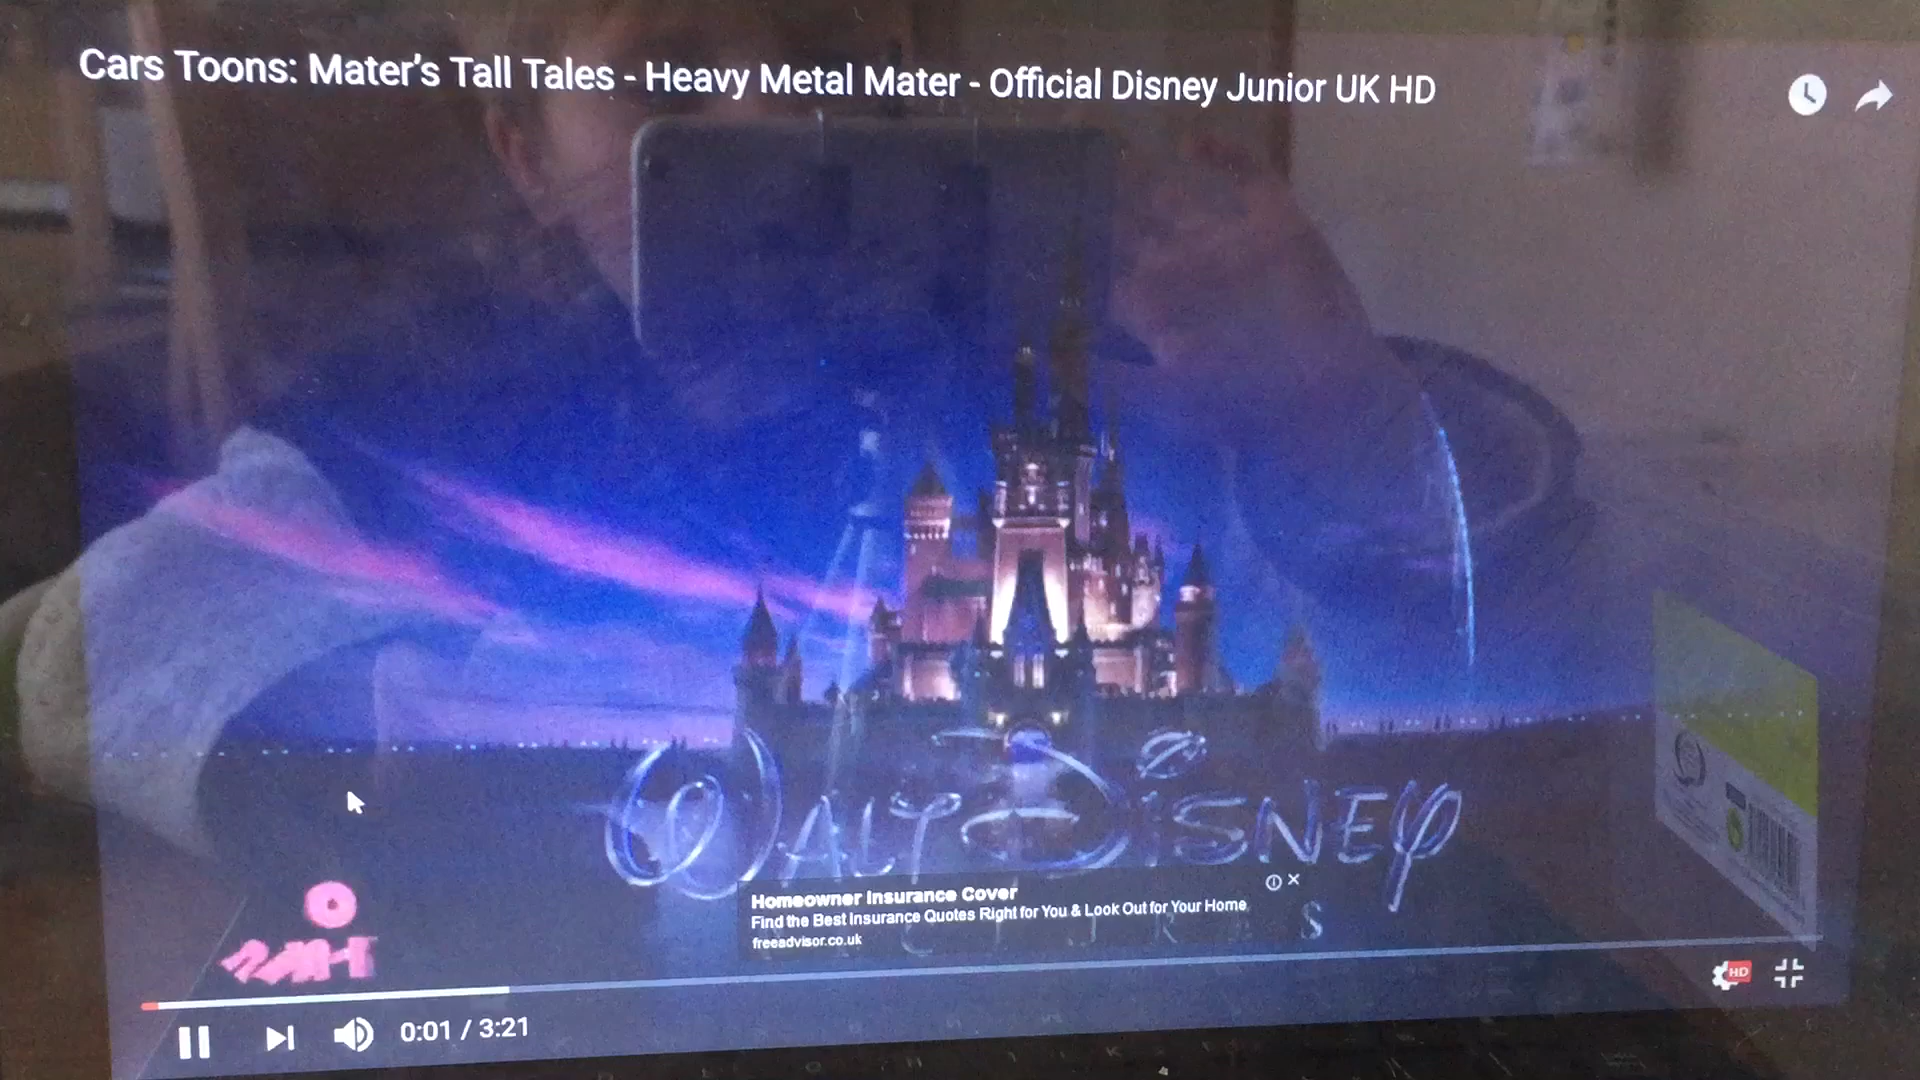 Cars Toons: Mater's Tall Tales - Heavy Metal Mater - Official Disney Junior UK HD
WALT DISNEY
Homeowner Insurance Cover
Find the Best Insurance Quotes Right for You & Look Out for Your Home
freeadvisor.co.uk
HD
0:01 / 3:21